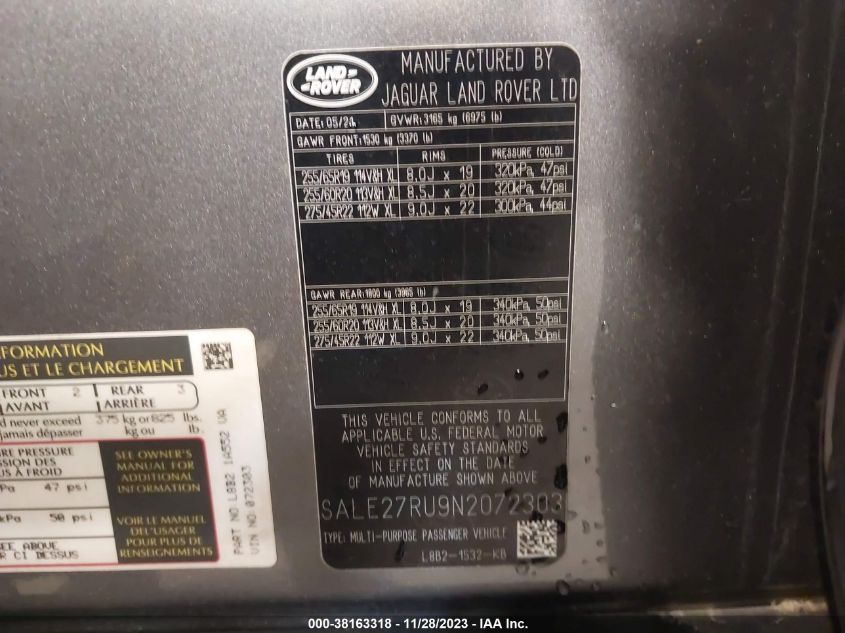 LAND ROVER
MANUFACTURED BY
JAGUAR LAND ROVER LTD
DATE: 05/21 GVWR: 3165 kg (6975 lb)
GAWR FRONT: 1530 kg (3370 lb)
TIRES RIMS PRESSURE (COLD)
255/65R19 114V&H XL 8.0J x 19 320kPa, 47psi
255/60R20 113V&H XL 8.5J x 20 320kPa, 47psi
275/45R22 112W XL 9.0J x 22 300kPa, 44psi
GAWR REAR: 1800 kg (3965 lb)
255/65R19 114V&H XL 8.0J x 19 340kPa, 50psi
255/60R20 113V&H XL 8.5J x 20 340kPa, 50psi
275/45R22 112W XL 9.0J x 22 340kPa, 50psi
THIS VEHICLE CONFORMS TO ALL
APPLICABLE U.S. FEDERAL MOTOR
VEHICLE SAFETY STANDARDS
IN EFFECT ON THE DATE
OF MANUFACTURE SHOWN ABOVE
SALE27RU9N2072303
TYPE: MULTI-PURPOSE PASSENGER VEHICLE
L8B2-1532-KB
NFORMATION
US ET LE CHARGEMENT
FRONT 2 REAR 3
AVANT ARRIÈRE
d never exceed 375 kg or 825 lbs.
jamais dépasser kg ou lb.
RE PRESSURE
SSION DES
S À FROID
Pa 47 psi
kPa 50 psi
EE ABOVE
R CI DESSUS
SEE OWNER'S
MANUAL FOR
ADDITIONAL
INFORMATION
VOIR LE MANUEL
DE L'USAGER
POUR PLUS DE
RENSEIGNEMENTS
PART NO L8B2 1A552 VA
VIN NO: 072303
000-38163318 - 11/28/2023 - IAA Inc.